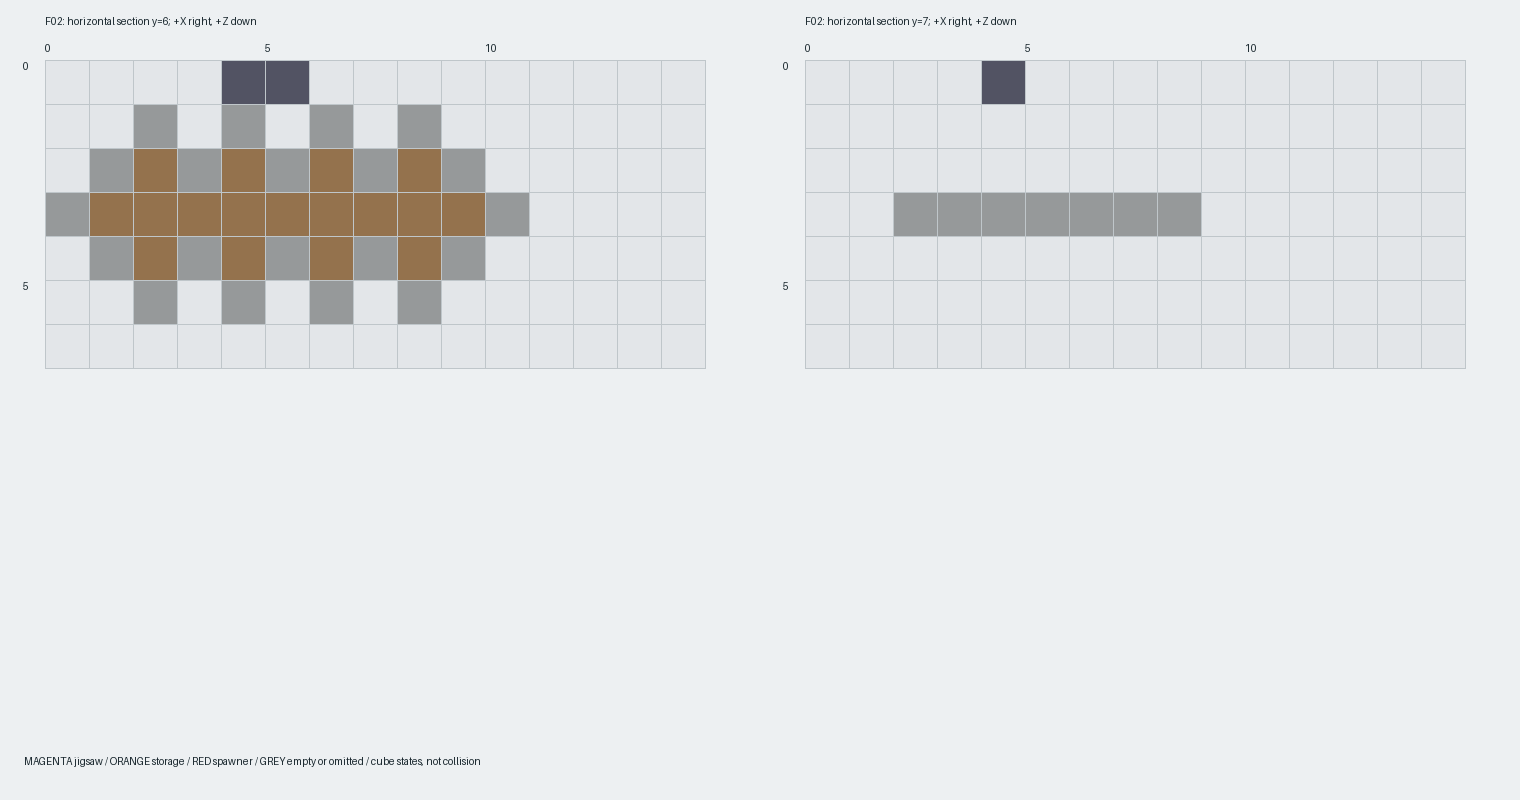 F02: horizontal section y=6; +X right, +Z down
F02: horizontal section y=7; +X right, +Z down
0 5 10
0 5 10
0
0
5
5
MAGENTA jigsaw / ORANGE storage / RED spawner / GREY empty or omitted / cube states, not collision